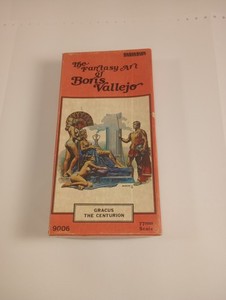 The
Fantasy Art
of
Boris
Vallejo
GRACUS
THE CENTURION
9006